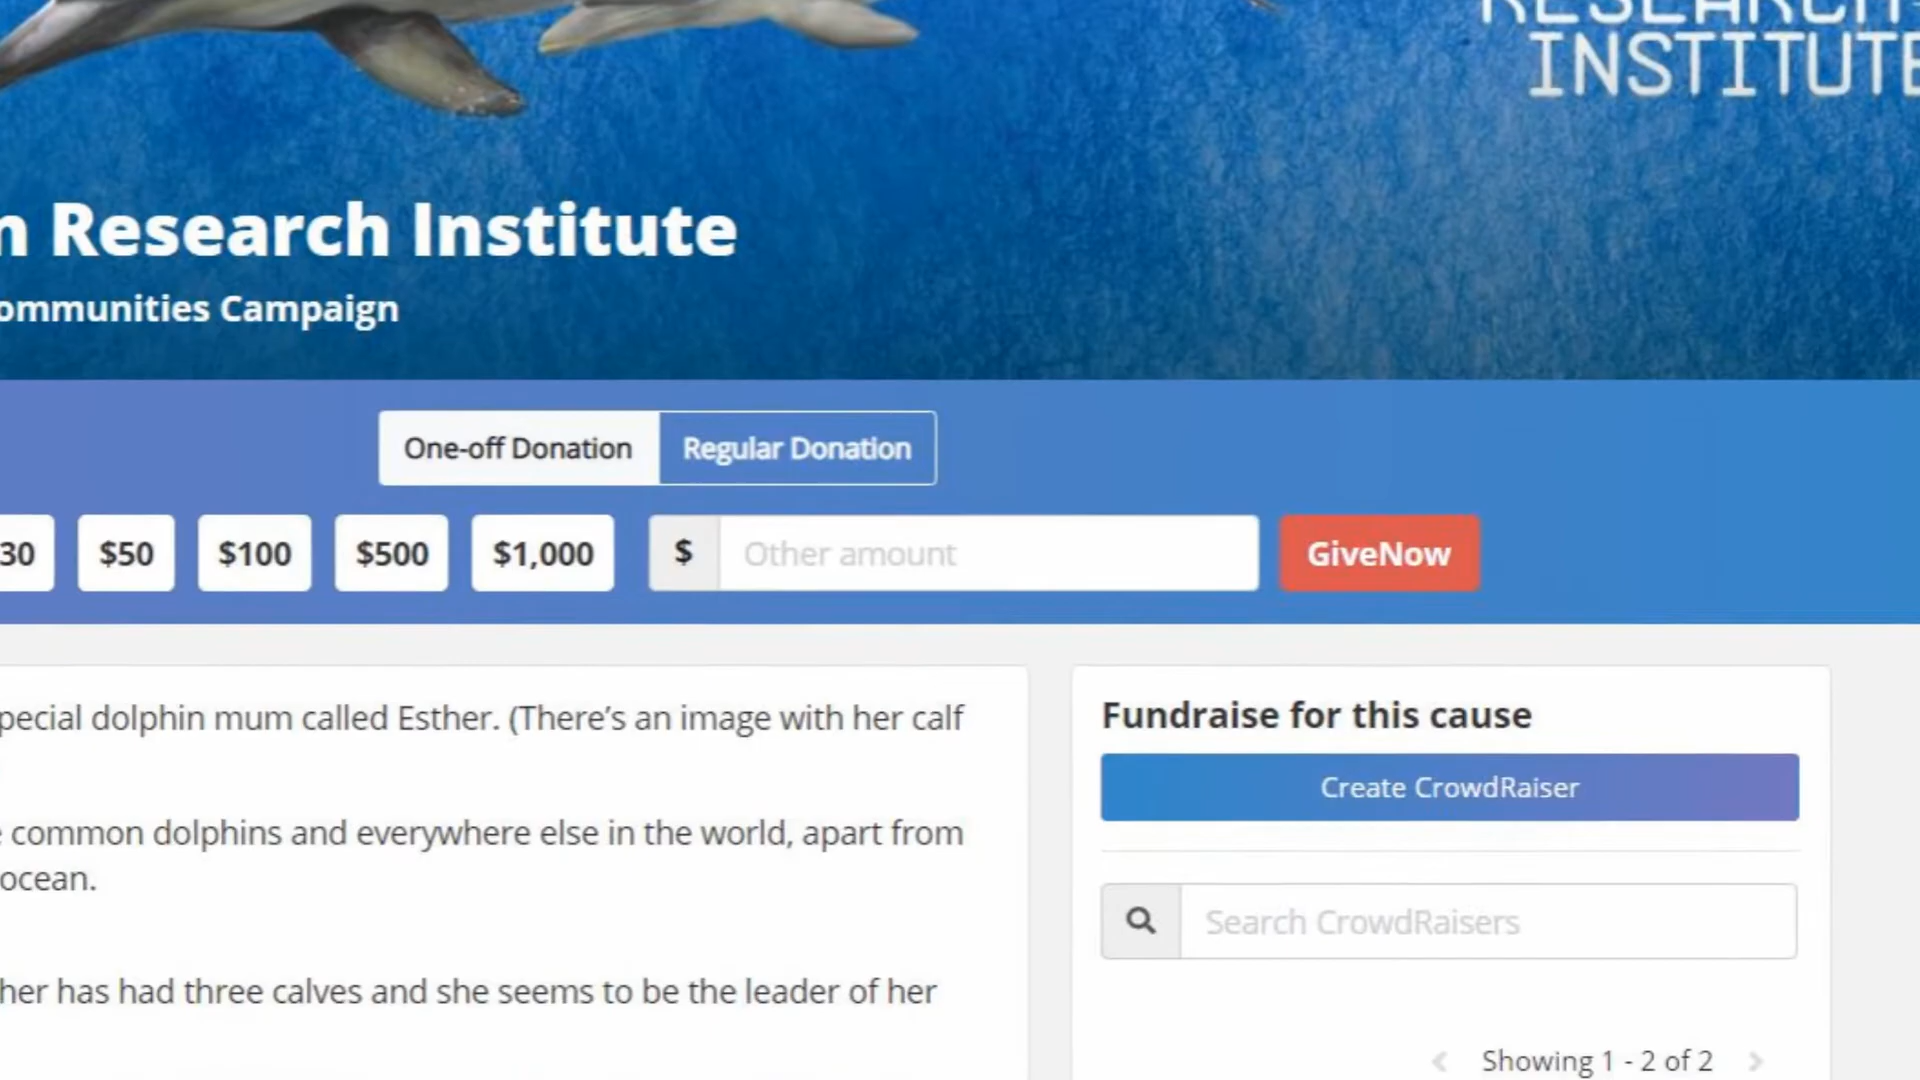 RESEARCH
INSTITUTE
n Research Institute
ommunities Campaign
One-off Donation
Regular Donation
30
$50
$100
$500
$1,000
$
Other amount
GiveNow
pecial dolphin mum called Esther. (There's an image with her calf
Fundraise for this cause
Create CrowdRaiser
e common dolphins and everywhere else in the world, apart from
ocean.
Search CrowdRaisers
her has had three calves and she seems to be the leader of her
Showing 1 - 2 of 2